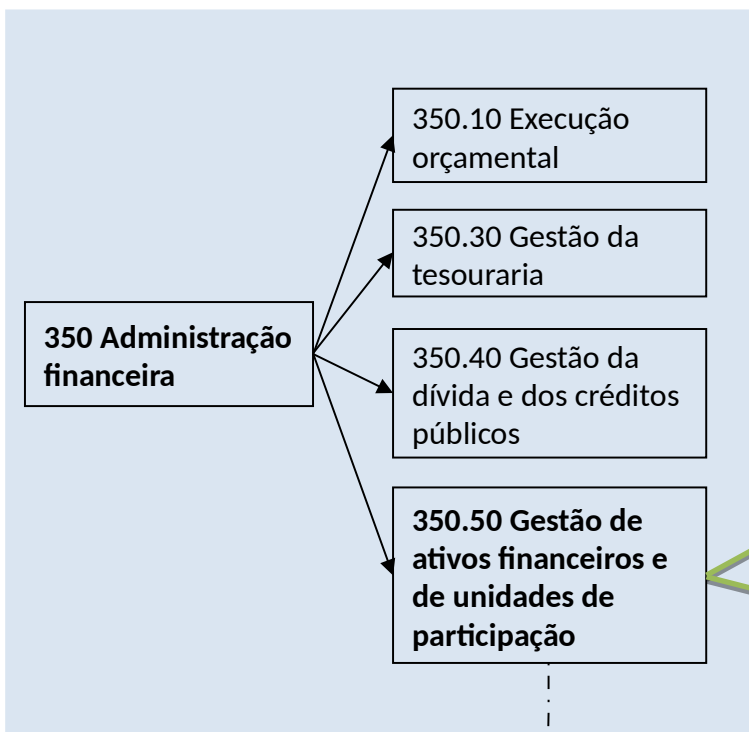 350.10 Execução
orçamental
350.30 Gestão da
tesouraria
350 Administração
financeira
350.40 Gestão da
dívida e dos créditos
públicos
350.50 Gestão de
ativos financeiros e
de unidades de
participação